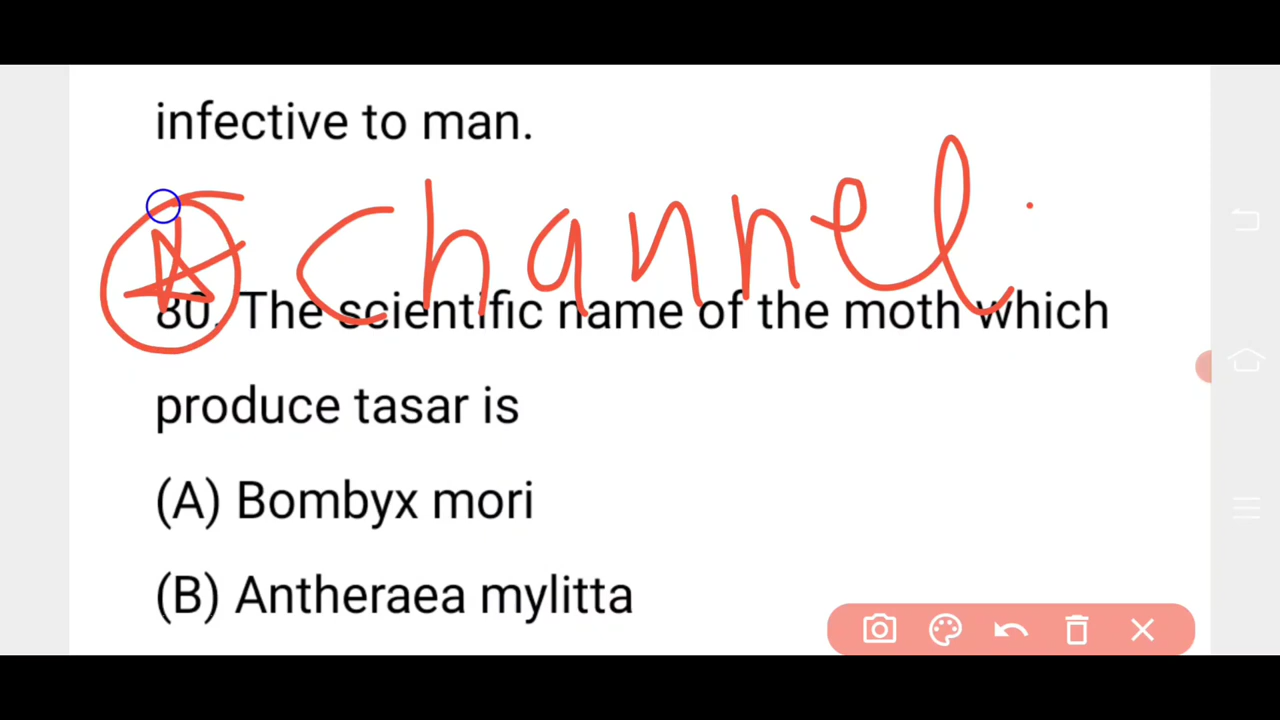 infective to man.
Channel.
80. The scientific name of the moth which
produce tasar is
(A) Bombyx mori
(B) Antheraea mylitta